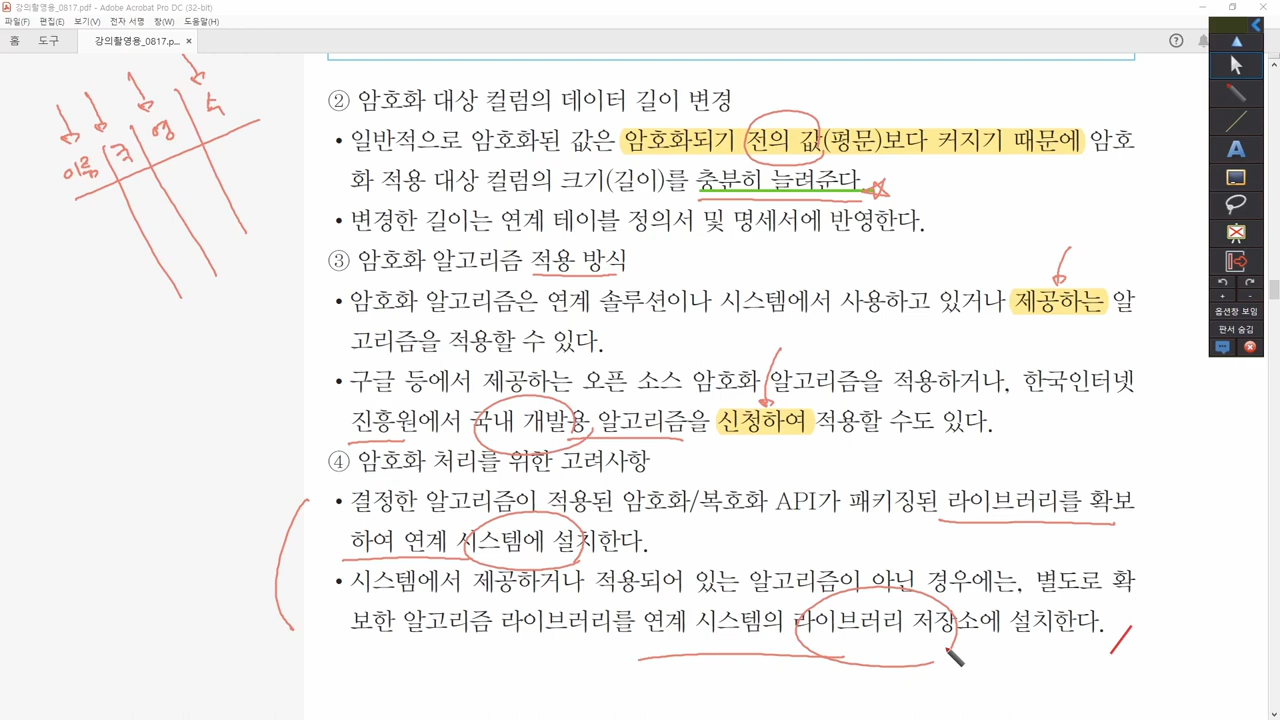 강의촬영용_0817.pdf - Adobe Acrobat Pro DC (32-bit)
파일(F) 편집(E) 보기(V) 전자 서명 창(W) 도움말(H)
홈 도구 강의촬영용_0817.p... ×
② 암호화 대상 컬럼의 데이터 길이 변경
• 일반적으로 암호화된 값은 암호화되기 전의 값(평문)보다 커지기 때문에 암호
화 적용 대상 컬럼의 크기(길이)를 충분히 늘려준다.
• 변경한 길이는 연계 테이블 정의서 및 명세서에 반영한다.
③ 암호화 알고리즘 적용 방식
• 암호화 알고리즘은 연계 솔루션이나 시스템에서 사용하고 있거나 제공하는 알
고리즘을 적용할 수 있다.
• 구글 등에서 제공하는 오픈 소스 암호화 알고리즘을 적용하거나, 한국인터넷
진흥원에서 국내 개발용 알고리즘을 신청하여 적용할 수도 있다.
④ 암호화 처리를 위한 고려사항
• 결정한 알고리즘이 적용된 암호화/복호화 API가 패키징된 라이브러리를 확보
하여 연계 시스템에 설치한다.
• 시스템에서 제공하거나 적용되어 있는 알고리즘이 아닌 경우에는, 별도로 확
보한 알고리즘 라이브러리를 연계 시스템의 라이브러리 저장소에 설치한다.
이름 국 영 수
옵션창 보임
판서 숨김